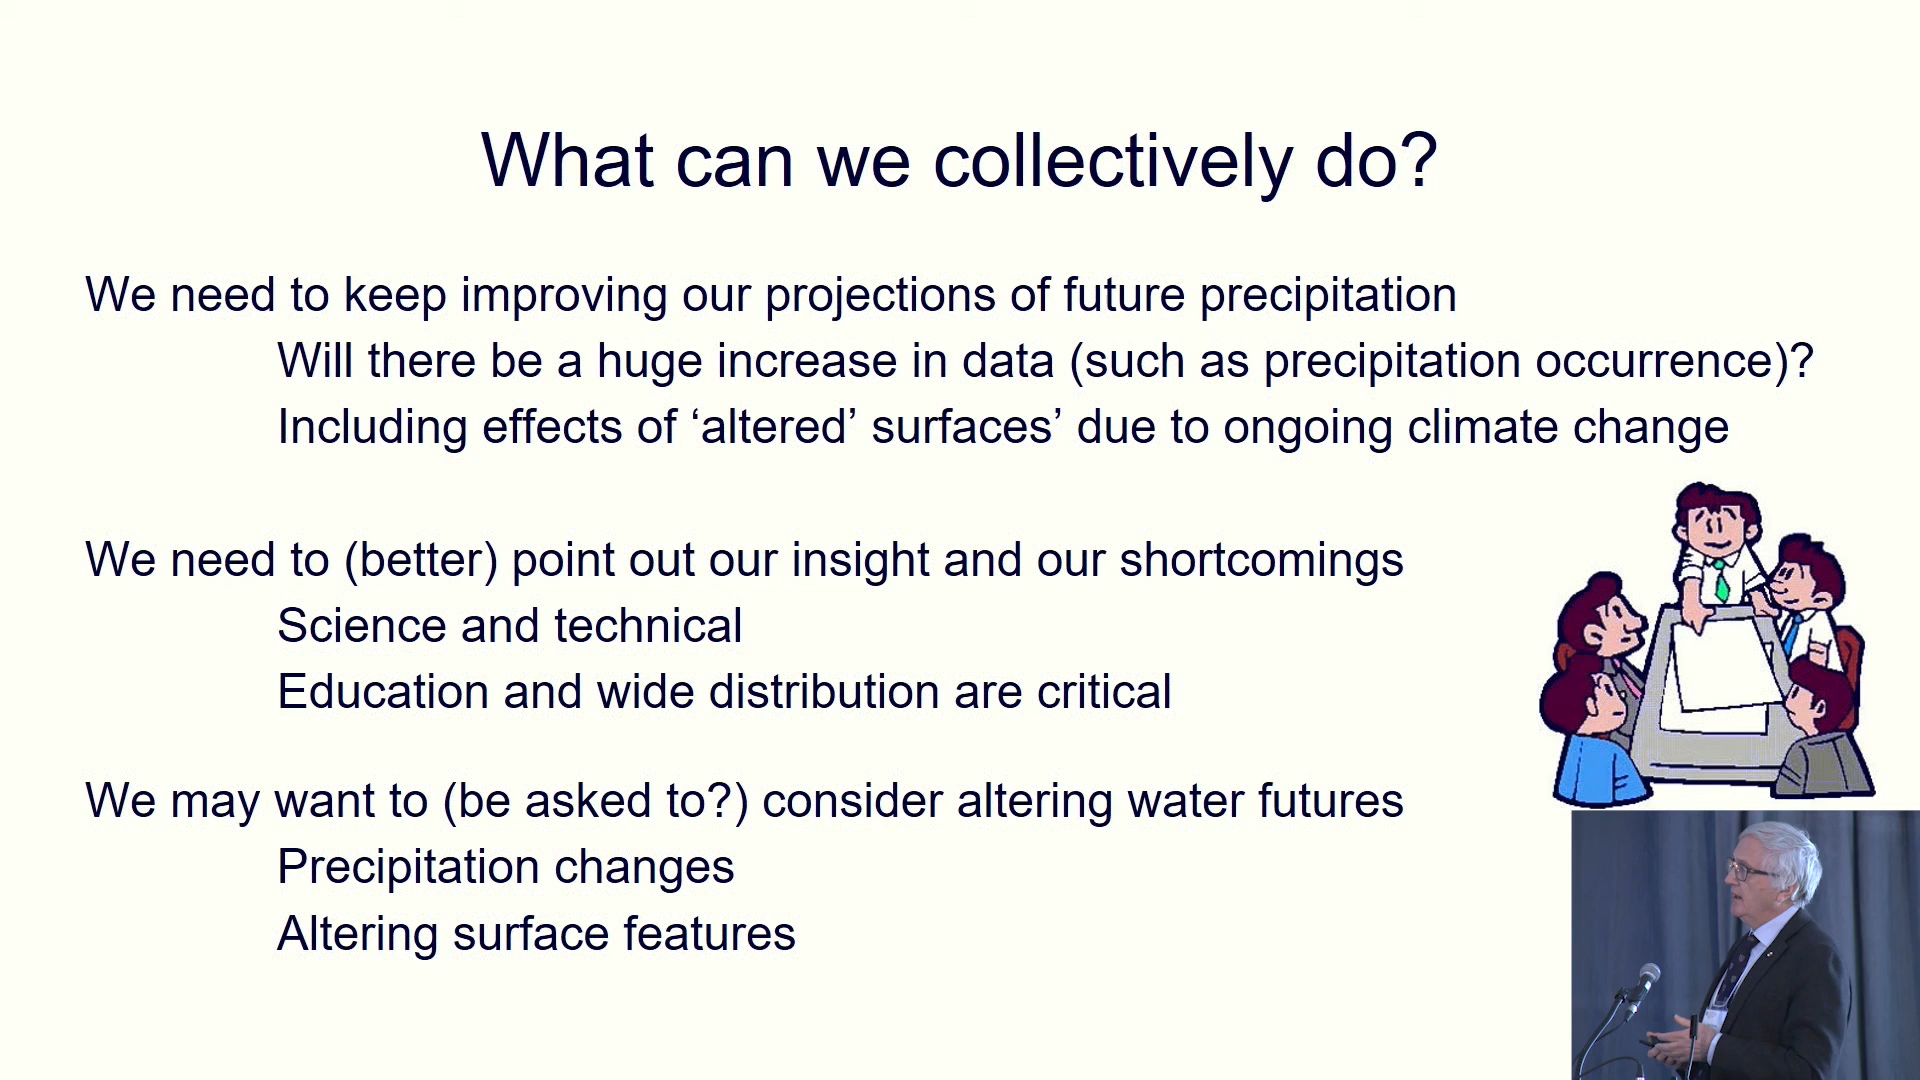 What can we collectively do?
We need to keep improving our projections of future precipitation
Will there be a huge increase in data (such as precipitation occurrence)?
Including effects of ‘altered’ surfaces’ due to ongoing climate change
We need to (better) point out our insight and our shortcomings
Science and technical
Education and wide distribution are critical
We may want to (be asked to?) consider altering water futures
Precipitation changes
Altering surface features